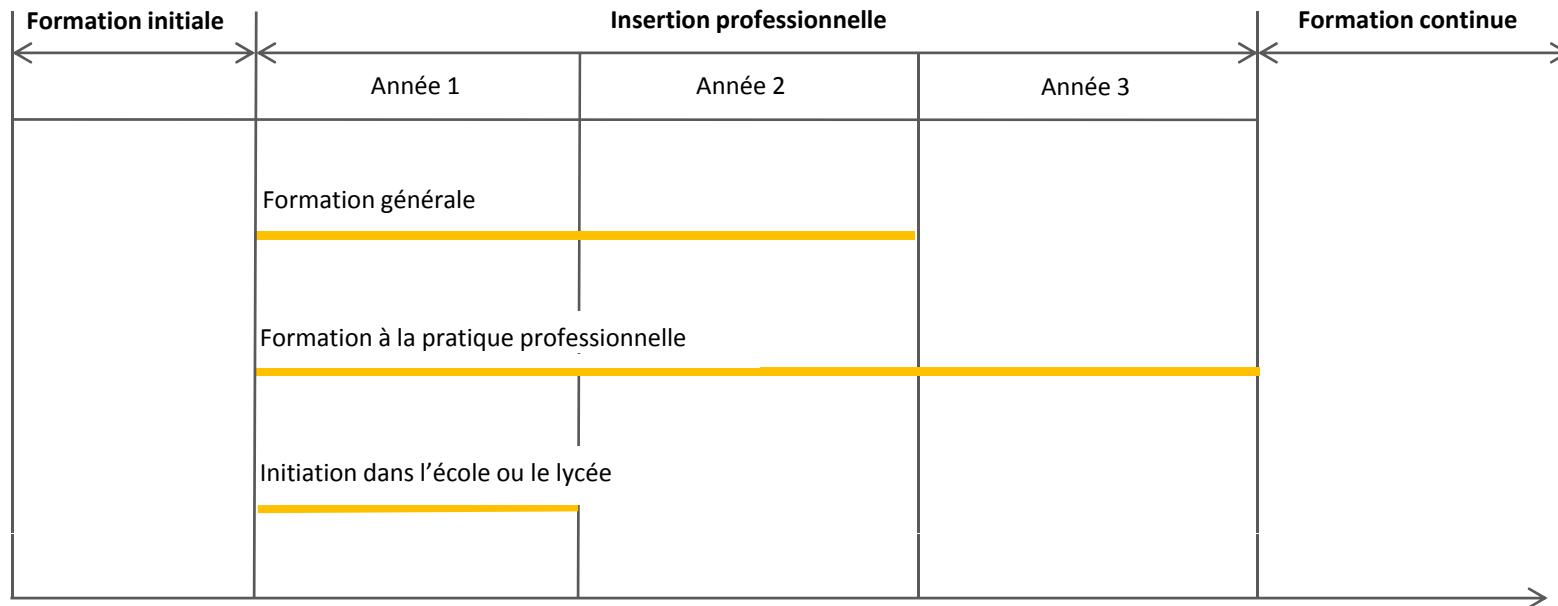 Formation initiale
Insertion professionnelle
Formation continue
Année 1
Année 2
Année 3
Formation générale
Formation à la pratique professionnelle
Initiation dans l’école ou le lycée